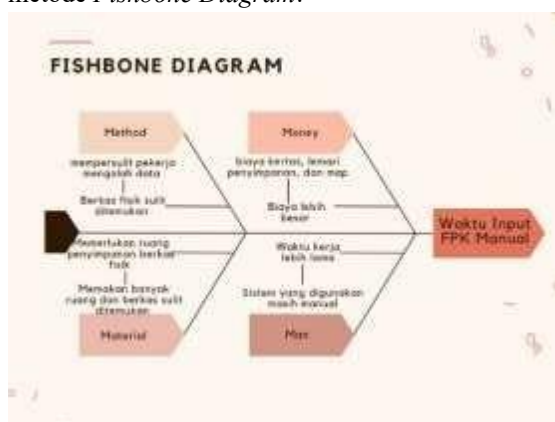 metode Fishbone Diagram.
FISHBONE DIAGRAM
Method
mempersulit pekerja
mengolah data
Berkas fisik sulit
ditemukan
Money
biaya kertas, lemari
penyimpanan, dan map
Biaya lebih
besar
Waktu Input
FPK Manual
Memerlukan ruang
penyimpanan berkas
fisik
Memakan banyak
ruang dan berkas sulit
ditemukan
Material
Waktu kerja
lebih lama
Sistem yang digunakan
masih manual
Man